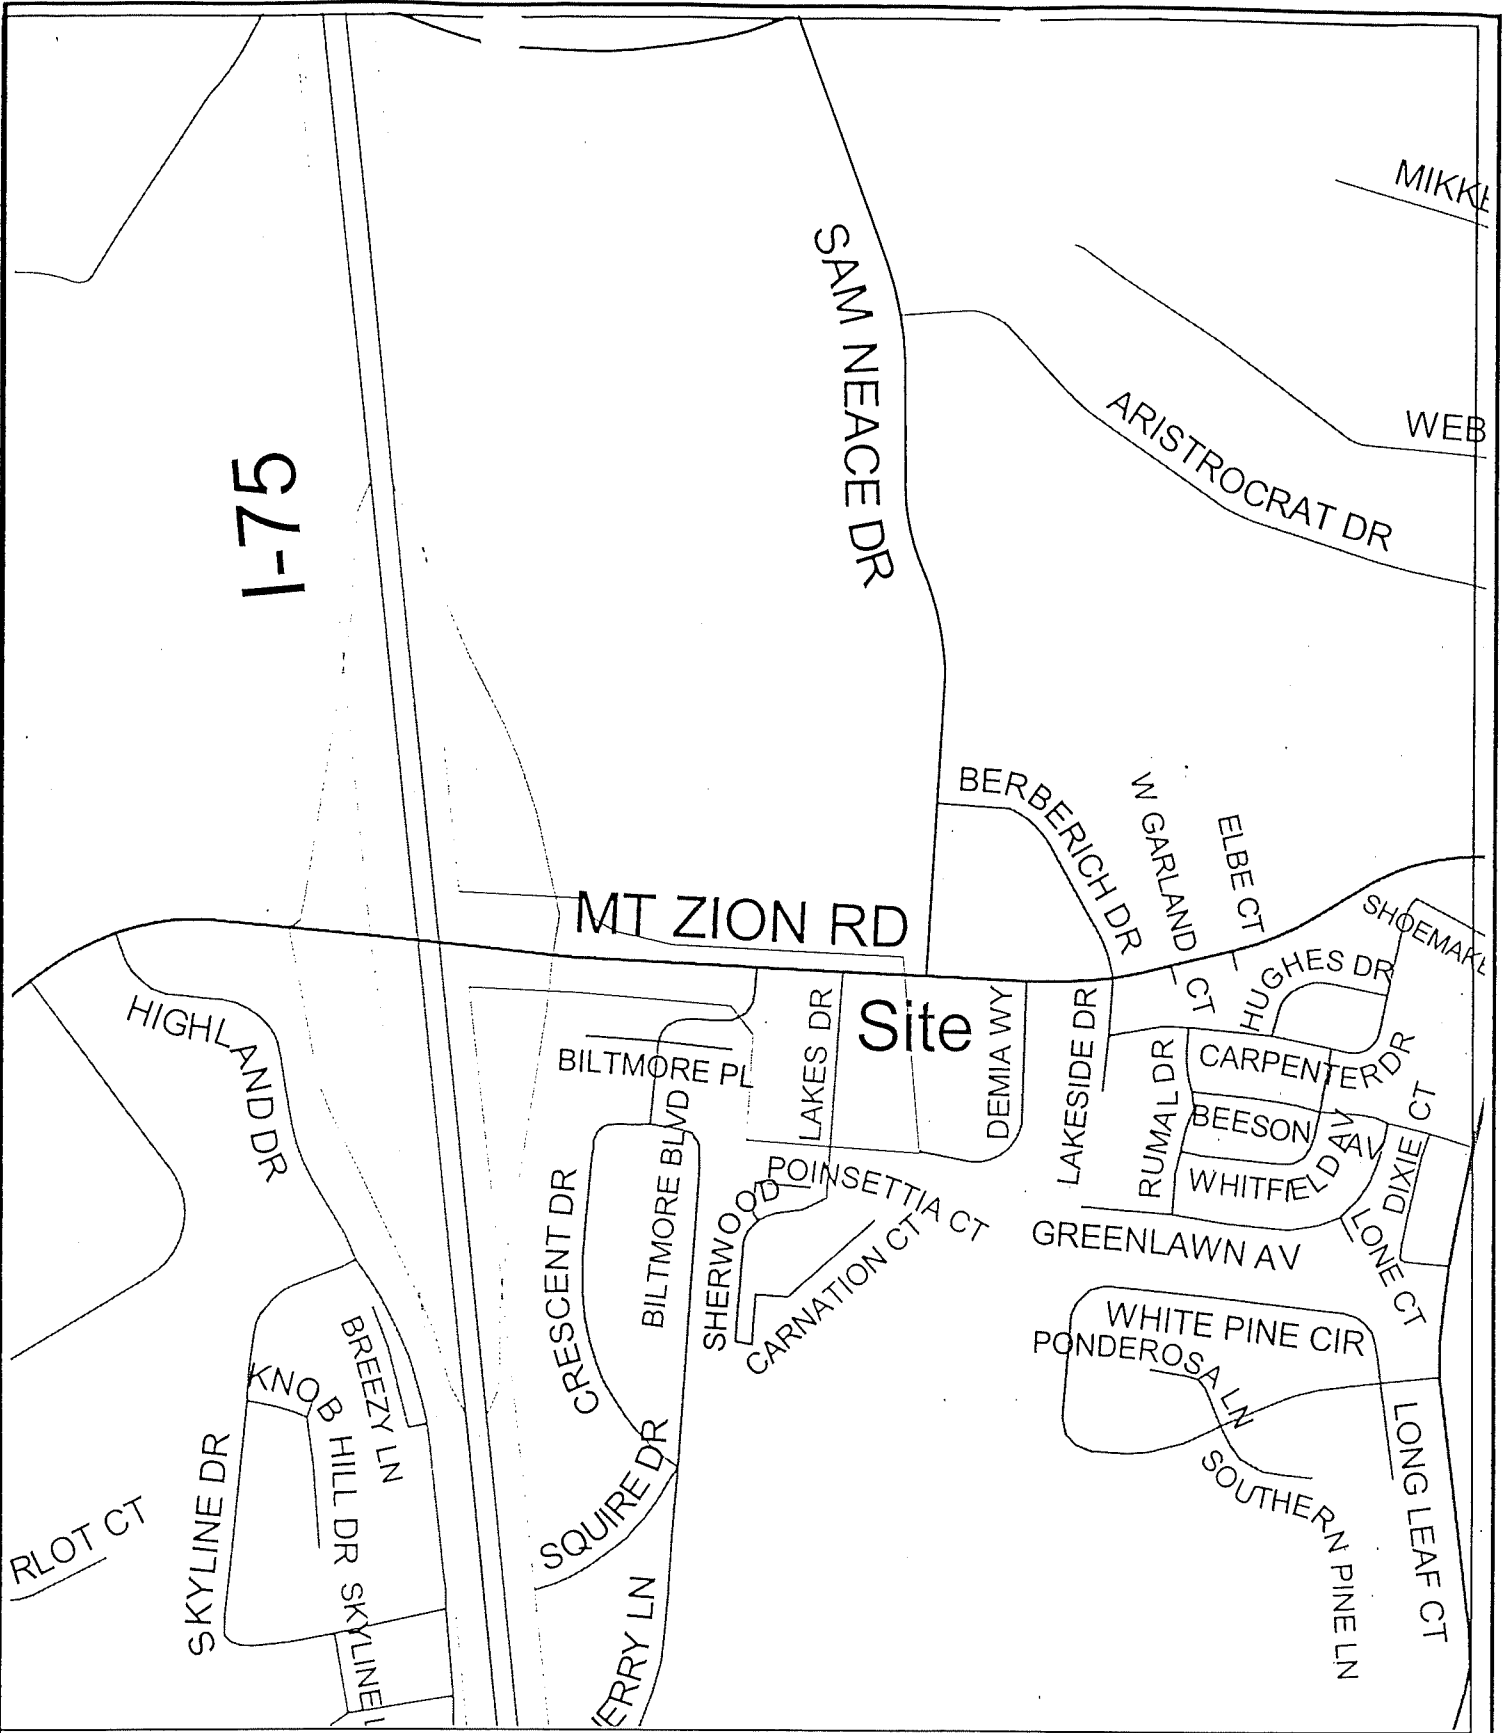 MIKKE
SAM NEACE DR
WEB
ARISTROCRAT DR
I-75
BERBERICH DR
W GARLAND CT
ELBE CT
MT ZION RD
SHOEMAKE
HUGHES DR
HIGHLAND DR
LAKES DR
Site
DEMIA WY
LAKESIDE DR
BILTMORE PL
RUMAL DR
CARPENTER DR
BEESON AV
DIXIE CT
WHITFIELD AV
BILTMORE BLVD
CRESCENT DR
POINSETTIA CT
SHERWOOD
CARNATION CT
GREENLAWN AV
LONE CT
WHITE PINE CIR
PONDEROSA LN
BREEZY LN
KNOB HILL DR
SKYLINE DR
SQUIRE DR
SOUTHERN PINE LN
LONG LEAF CT
RLOT CT
SKYLINE
ERRY LN